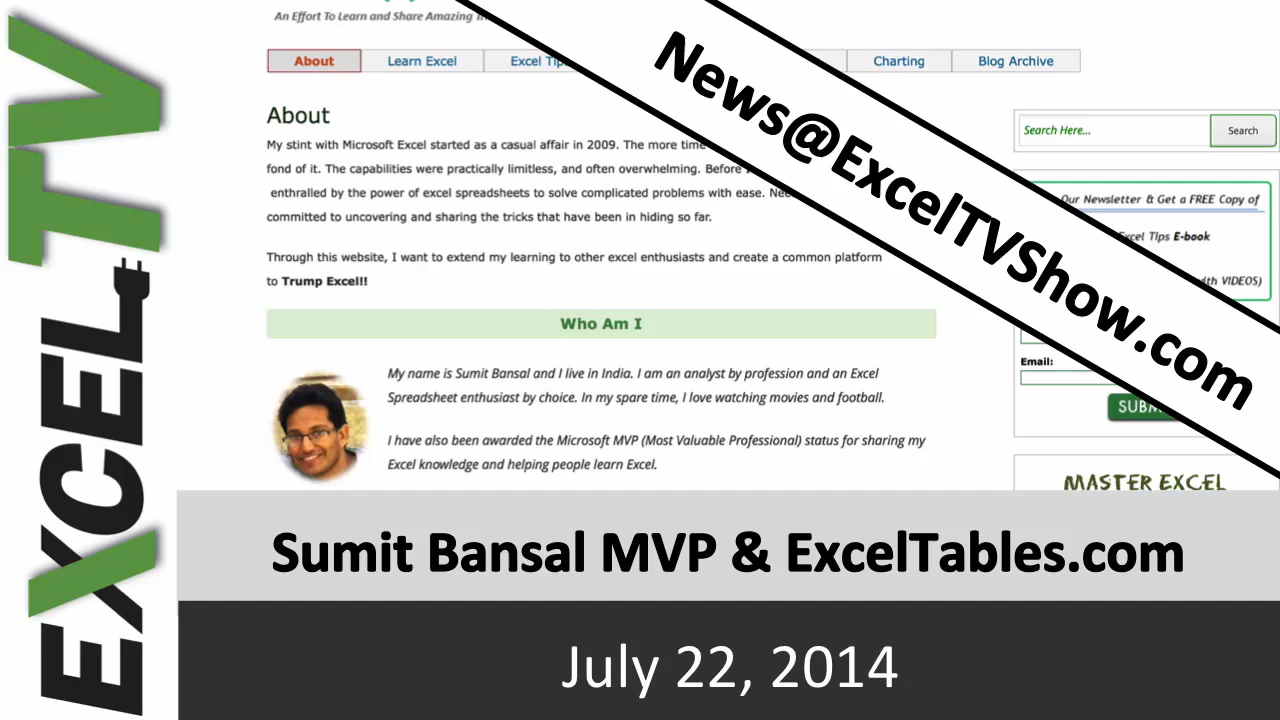 EXCEL TV
An Effort To Learn and Share Amazing
About
Learn Excel
Excel Tips
Charting
Blog Archive
News@ExcelTVShow.com
About
My stint with Microsoft Excel started as a casual affair in 2009. The more time
fond of it. The capabilities were practically limitless, and often overwhelming. Before
enthralled by the power of excel spreadsheets to solve complicated problems with ease.
committed to uncovering and sharing the tricks that have been in hiding so far.
Through this website, I want to extend my learning to other excel enthusiasts and create a common platform
to Trump Excel!!
Who Am I
My name is Sumit Bansal and I live in India. I am an analyst by profession and an Excel
Spreadsheet enthusiast by choice. In my spare time, I love watching movies and football.
I have also been awarded the Microsoft MVP (Most Valuable Professional) status for sharing my
Excel knowledge and helping people learn Excel.
Search Here...
Search
Our Newsletter & Get a FREE Copy of
Excel Tips E-book
with VIDEOS)
Email:
MASTER EXCEL
Sumit Bansal MVP & ExcelTables.com
July 22, 2014